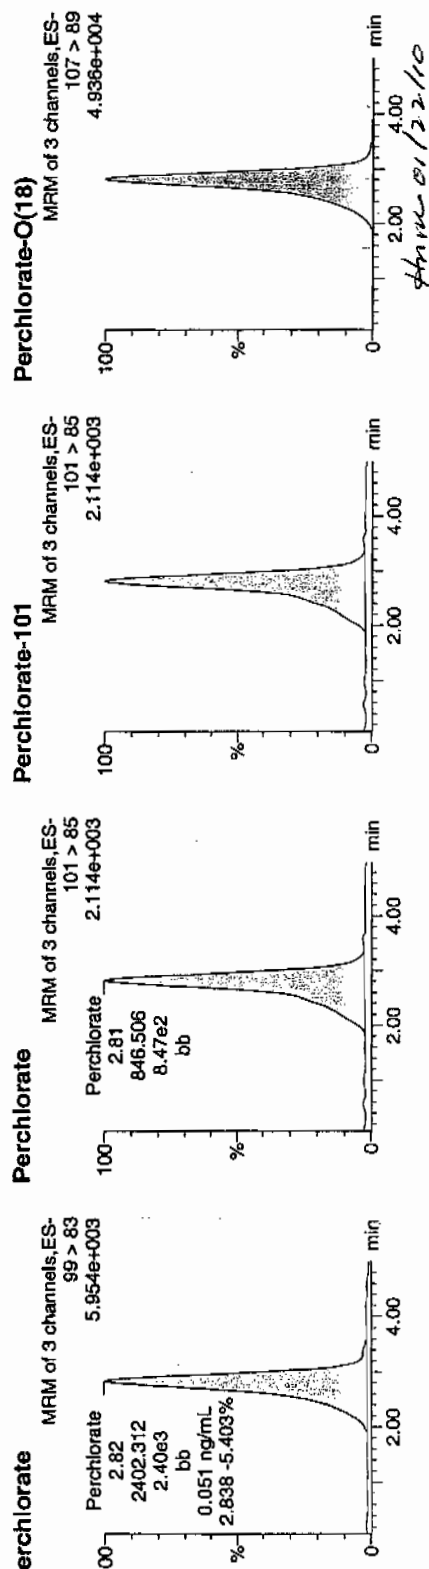 erchlorate
MRM of 3 channels,ES-
99 > 83
5.954e+003
Perchlorate
2.82
2402.312
2.40e3
bb
0.051 ng/mL
2.838 -5.403%
00
%
0
2.00
4.00
min
Perchlorate
MRM of 3 channels,ES-
101 > 85
2.114e+003
Perchlorate
2.81
846.506
8.47e2
bb
100
%
0
2.00
4.00
min
Perchlorate-101
MRM of 3 channels,ES-
101 > 85
2.114e+003
100
%
0
2.00
4.00
min
Perchlorate-O(18)
MRM of 3 channels,ES-
107 > 89
4.936e+004
100
%
0
2.00
4.00
min
01/22/10